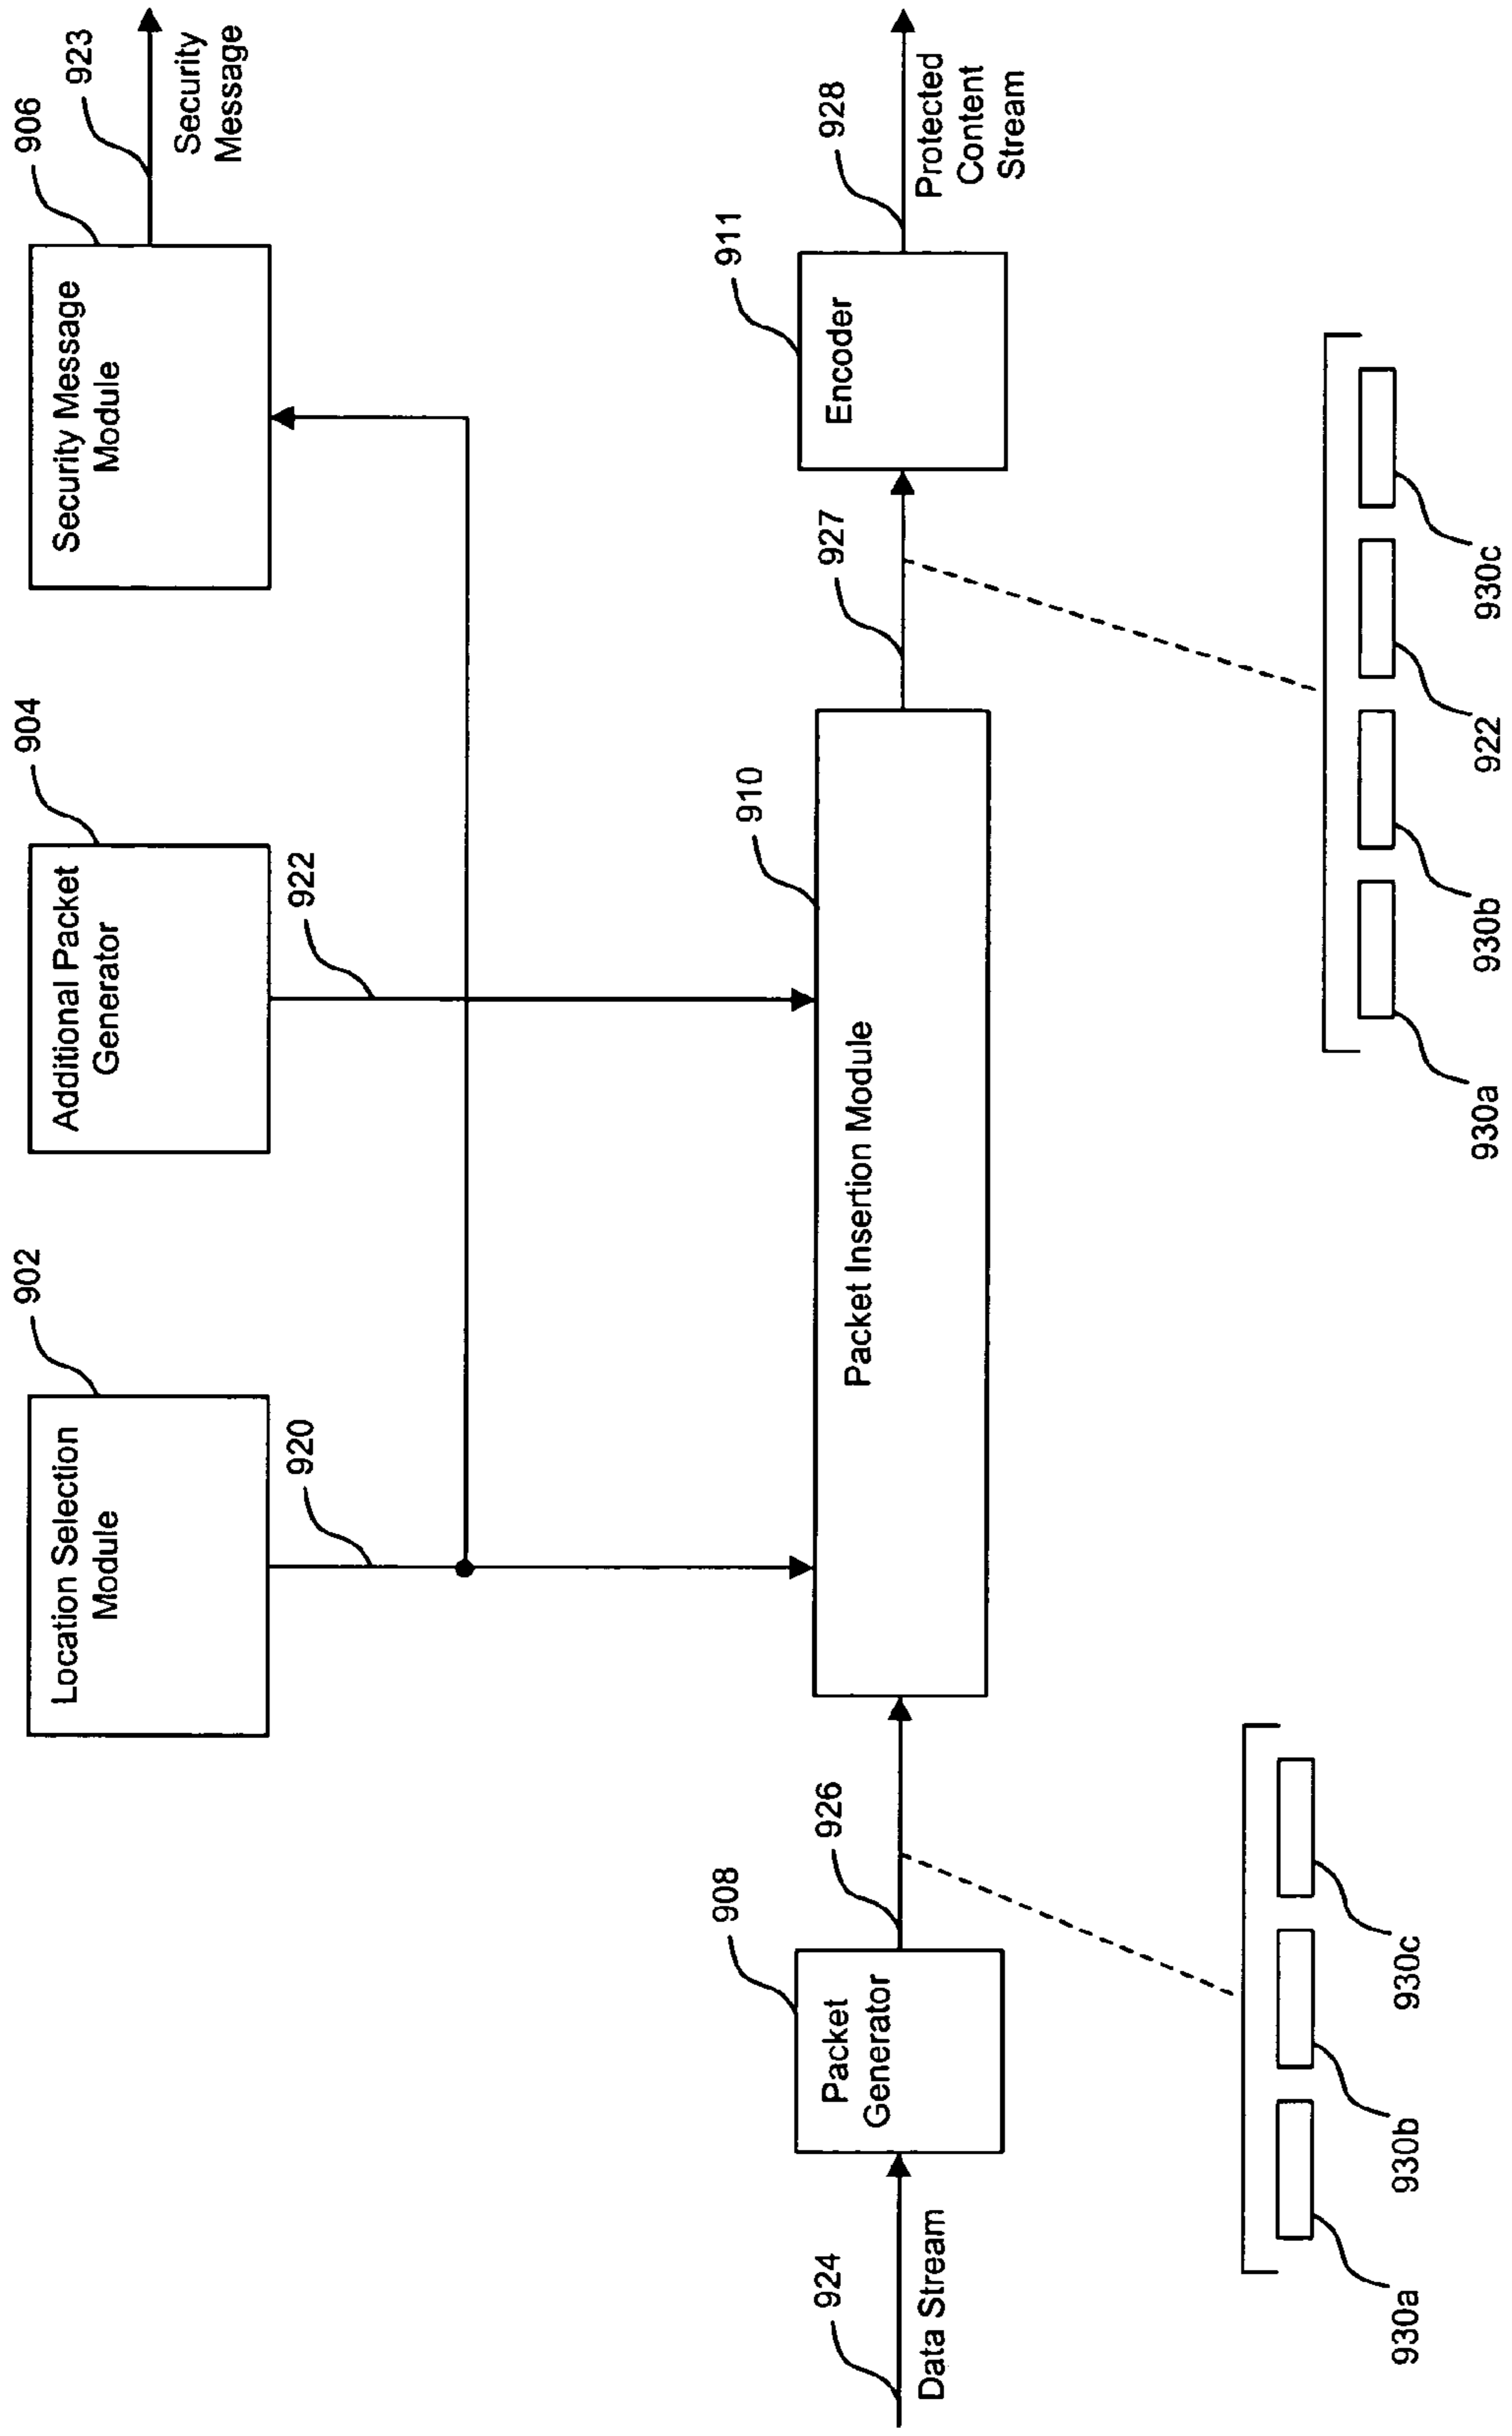 902
904
906
Location Selection
Module
Additional Packet
Generator
Security Message
Module
923
Security
Message
920
922
908
910
911
924
926
927
928
Data Stream
Packet
Generator
Packet Insertion Module
Encoder
Protected
Content
Stream
930a
930b
930c
930a
930b
922
930c